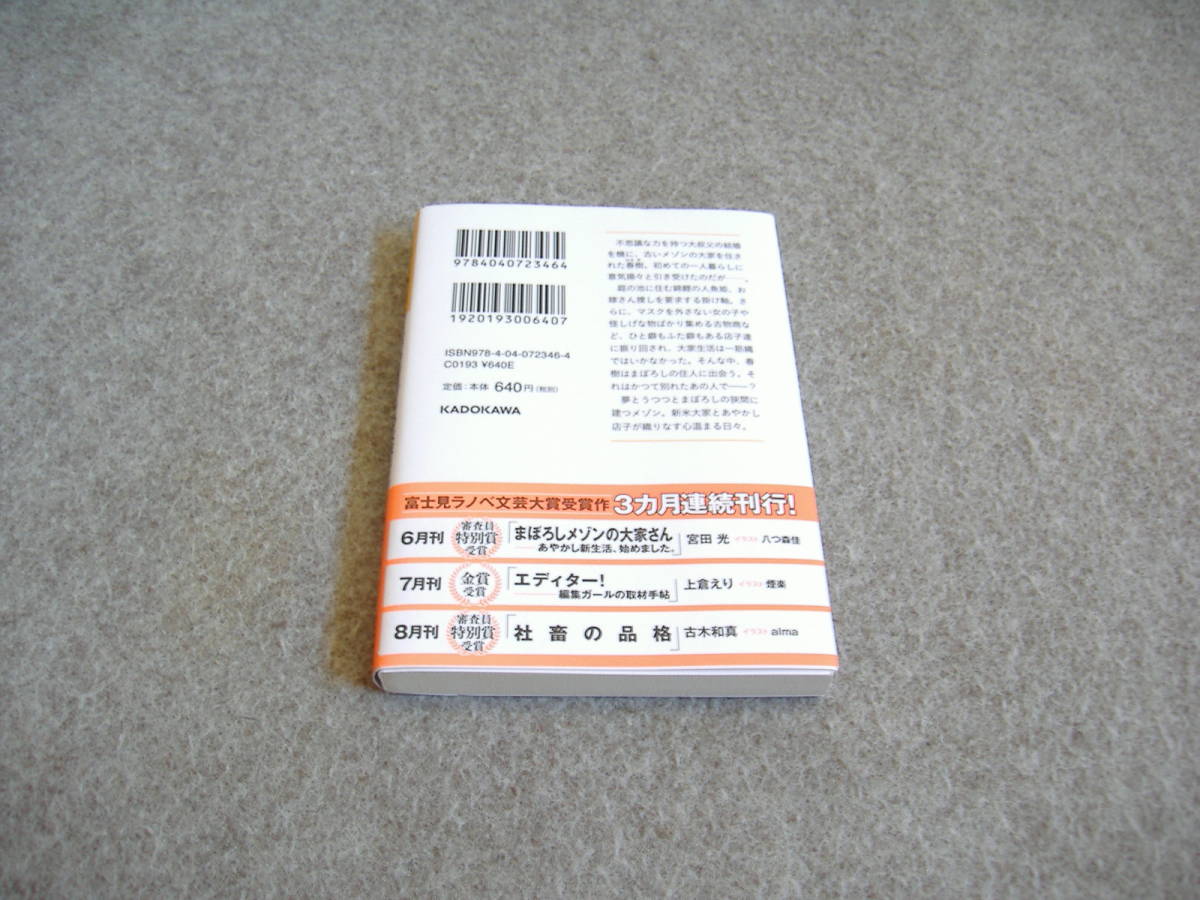 9784040723464
1920193006407
ISBN978-4-04-072346-4
C0193 ¥640E
定価：本体 640円（税別）
KADOKAWA
不思議な力を持つ大叔父の結婚
を機に、古いメゾンの大家を任さ
れた春樹。初めての一人暮らしに
意気揚々と引き受けたのだが――。
庭の池に住む錦鯉の人魚姫、お
嫁さん捜しを要求する掛け軸。さ
らに、マスクを外さない女の子や
怪しげな物ばかり集める古物商な
ど、ひと癖もふた癖もある店子達
に振り回され、大家生活は一筋縄
ではいかなかった。そんな中、春
樹はまぼろしの住人に出会う。そ
れはかつて別れたあの人で――？
夢とうつつとまぼろしの狭間に
建つメゾン。新米大家とあやかし
店子が織りなす心温まる日々。
富士見ラノベ文芸大賞受賞作 3カ月連続刊行！
6月刊 審査員特別賞受賞 「まぼろしメゾンの大家さん
――あやかし新生活、始めました。」 宮田 光 イラスト 八つ森佳
7月刊 金賞受賞 「エディター！
――編集ガールの取材手帖」 上倉えり イラスト 煙楽
8月刊 審査員特別賞受賞 「社畜の品格」 古木和真 イラスト alma